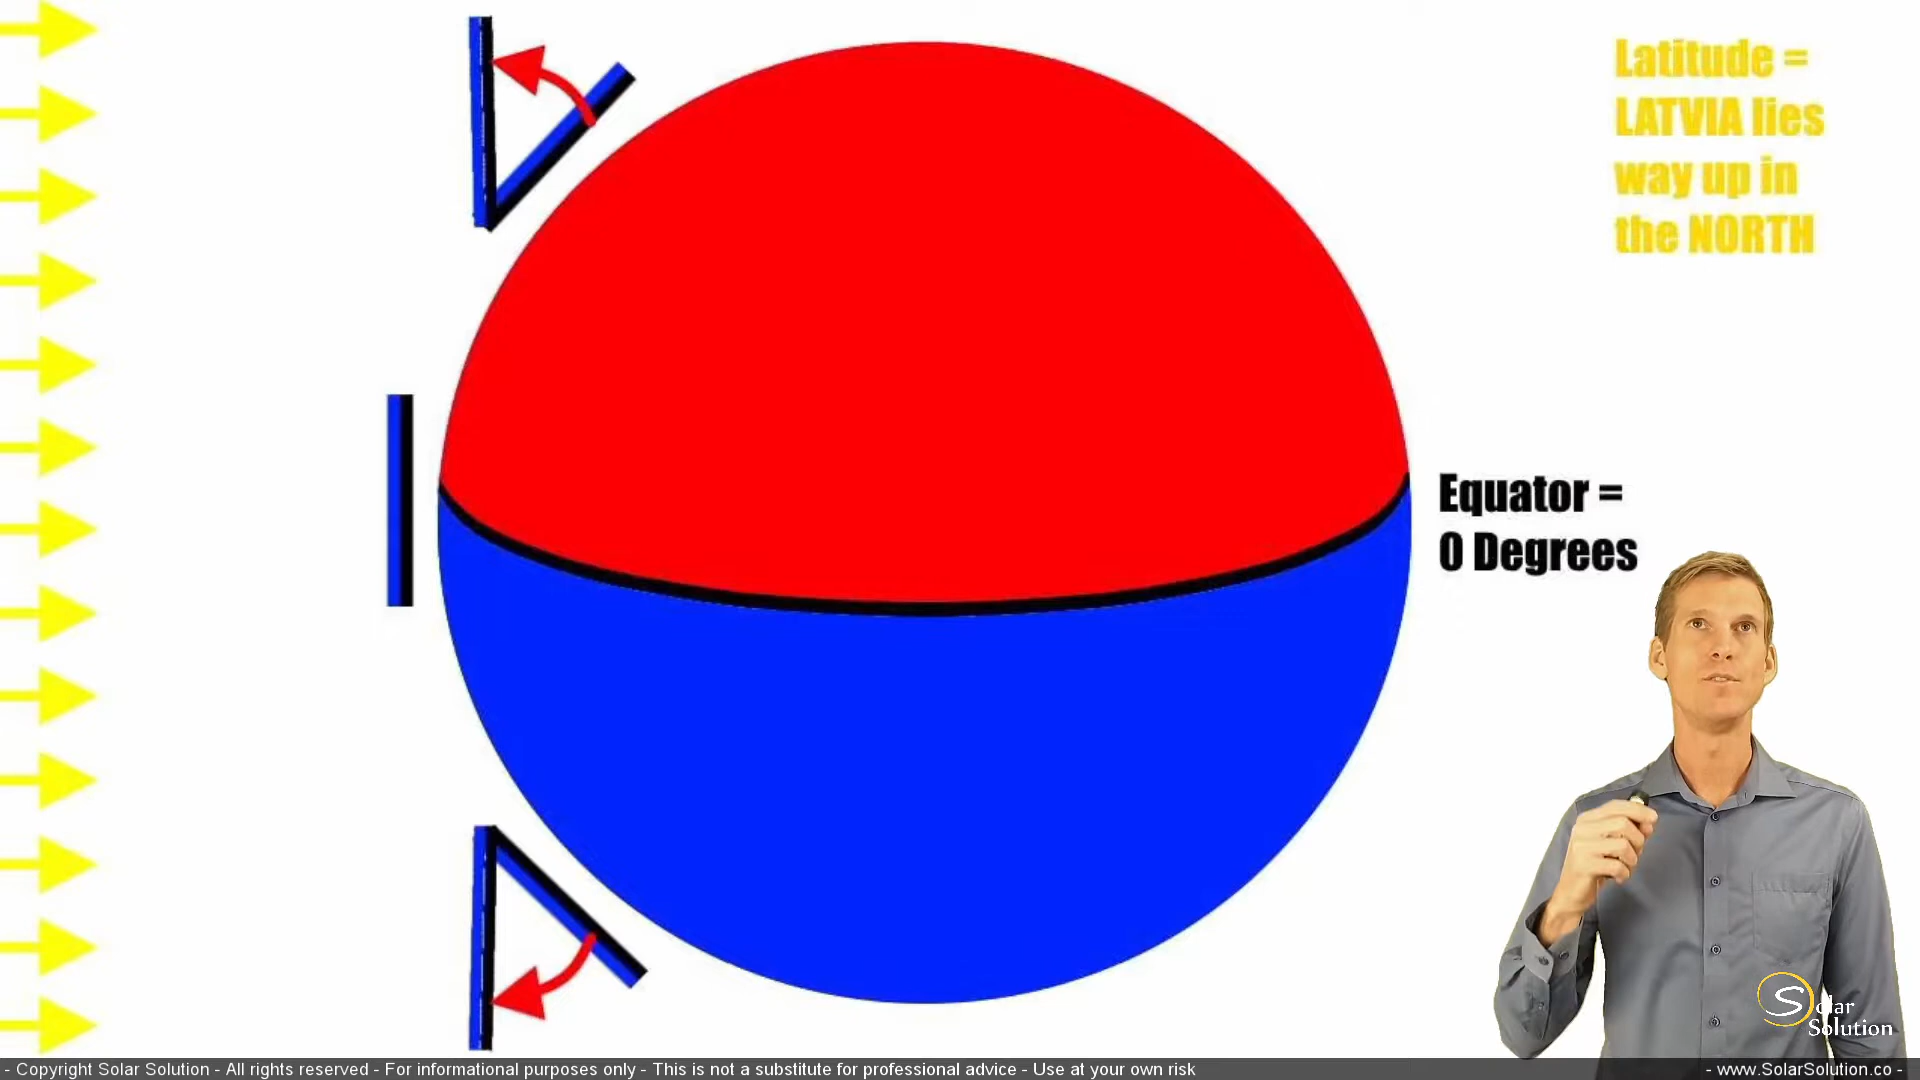 Latitude =
LATVIA lies
way up in
the NORTH
Equator =
0 Degrees
Solar
Solution
- Copyright Solar Solution - All rights reserved - For informational purposes only - This is not a substitute for professional advice - Use at your own risk
- www.SolarSolution.co -